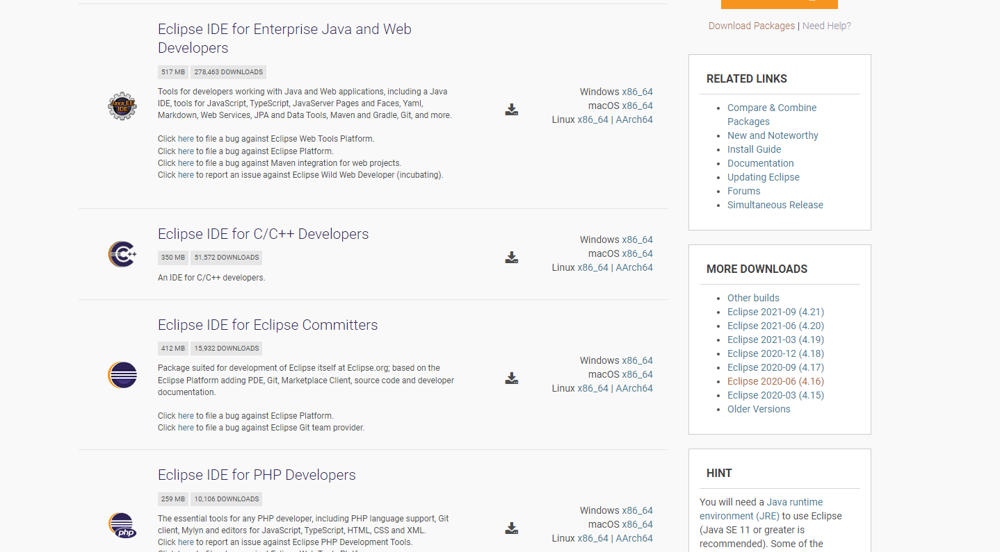 Eclipse IDE for Enterprise Java and Web
Developers
517 MB 278,463 DOWNLOADS
Java EE
IDE
Tools for developers working with Java and Web applications, including a Java
IDE, tools for JavaScript, TypeScript, JavaServer Pages and Faces, Yaml,
Markdown, Web Services, JPA and Data Tools, Maven and Gradle, Git, and more.
Click here to file a bug against Eclipse Web Tools Platform.
Click here to file a bug against Eclipse Platform.
Click here to file a bug against Maven integration for web projects.
Click here to report an issue against Eclipse Wild Web Developer (incubating).
Windows x86_64
macOS x86_64
Linux x86_64 | AArch64
Eclipse IDE for C/C++ Developers
350 MB 51,572 DOWNLOADS
C++
An IDE for C/C++ developers.
Windows x86_64
macOS x86_64
Linux x86_64 | AArch64
Eclipse IDE for Eclipse Committers
412 MB 15,932 DOWNLOADS
Package suited for development of Eclipse itself at Eclipse.org; based on the
Eclipse Platform adding PDE, Git, Marketplace Client, source code and developer
documentation.
Click here to file a bug against Eclipse Platform.
Click here to file a bug against Eclipse Git team provider.
Windows x86_64
macOS x86_64
Linux x86_64 | AArch64
Eclipse IDE for PHP Developers
259 MB 10,106 DOWNLOADS
php
The essential tools for any PHP developer, including PHP language support, Git
client, Mylyn and editors for JavaScript, TypeScript, HTML, CSS and XML.
Click here to report an issue against Eclipse PHP Development Tools.
Windows x86_64
macOS x86_64
Linux x86_64 | AArch64
Download Packages | Need Help?
RELATED LINKS
Compare & Combine
Packages
New and Noteworthy
Install Guide
Documentation
Updating Eclipse
Forums
Simultaneous Release
MORE DOWNLOADS
Other builds
Eclipse 2021-09 (4.21)
Eclipse 2021-06 (4.20)
Eclipse 2021-03 (4.19)
Eclipse 2020-12 (4.18)
Eclipse 2020-09 (4.17)
Eclipse 2020-06 (4.16)
Eclipse 2020-03 (4.15)
Older Versions
HINT
You will need a Java runtime
environment (JRE) to use Eclipse
(Java SE 11 or greater is
recommended). Some of the